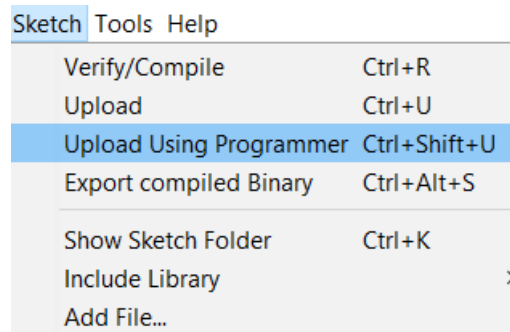 Sketch Tools Help
Verify/Compile Ctrl+R
Upload Ctrl+U
Upload Using Programmer Ctrl+Shift+U
Export compiled Binary Ctrl+Alt+S
Show Sketch Folder Ctrl+K
Include Library
Add File...